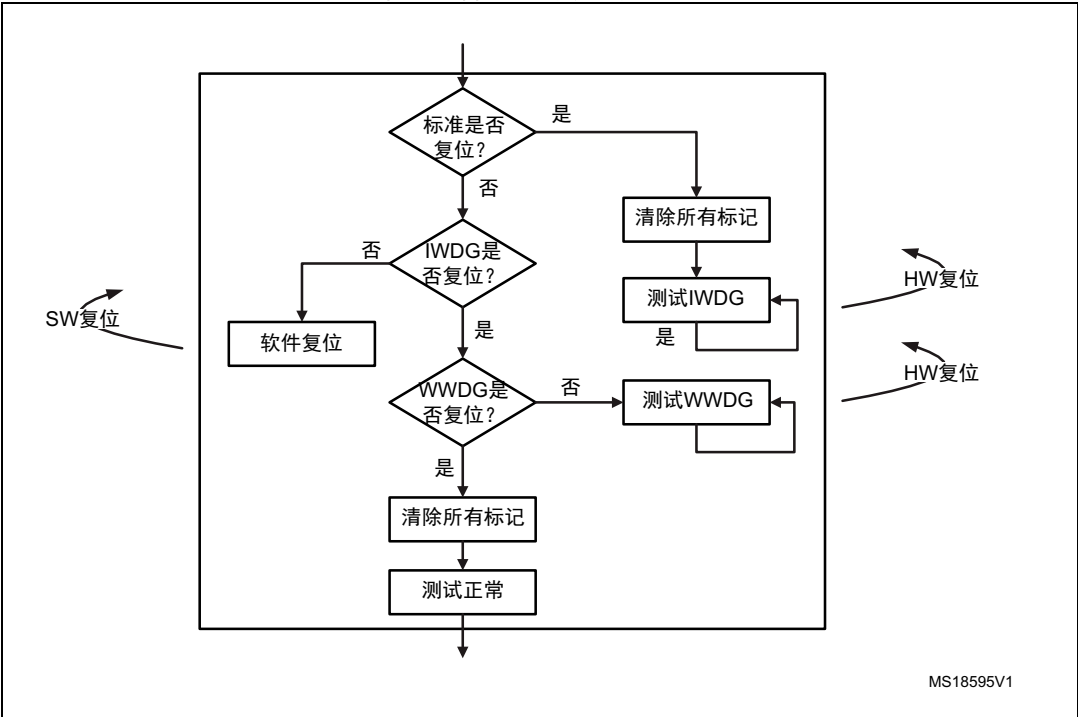 标准是否
复位？
是
否
清除所有标记
IWDG是
否复位？
否
测试IWDG
是
HW复位
SW复位
软件复位
是
WWDG是
否复位？
否
测试WWDG
HW复位
是
清除所有标记
测试正常
MS18595V1